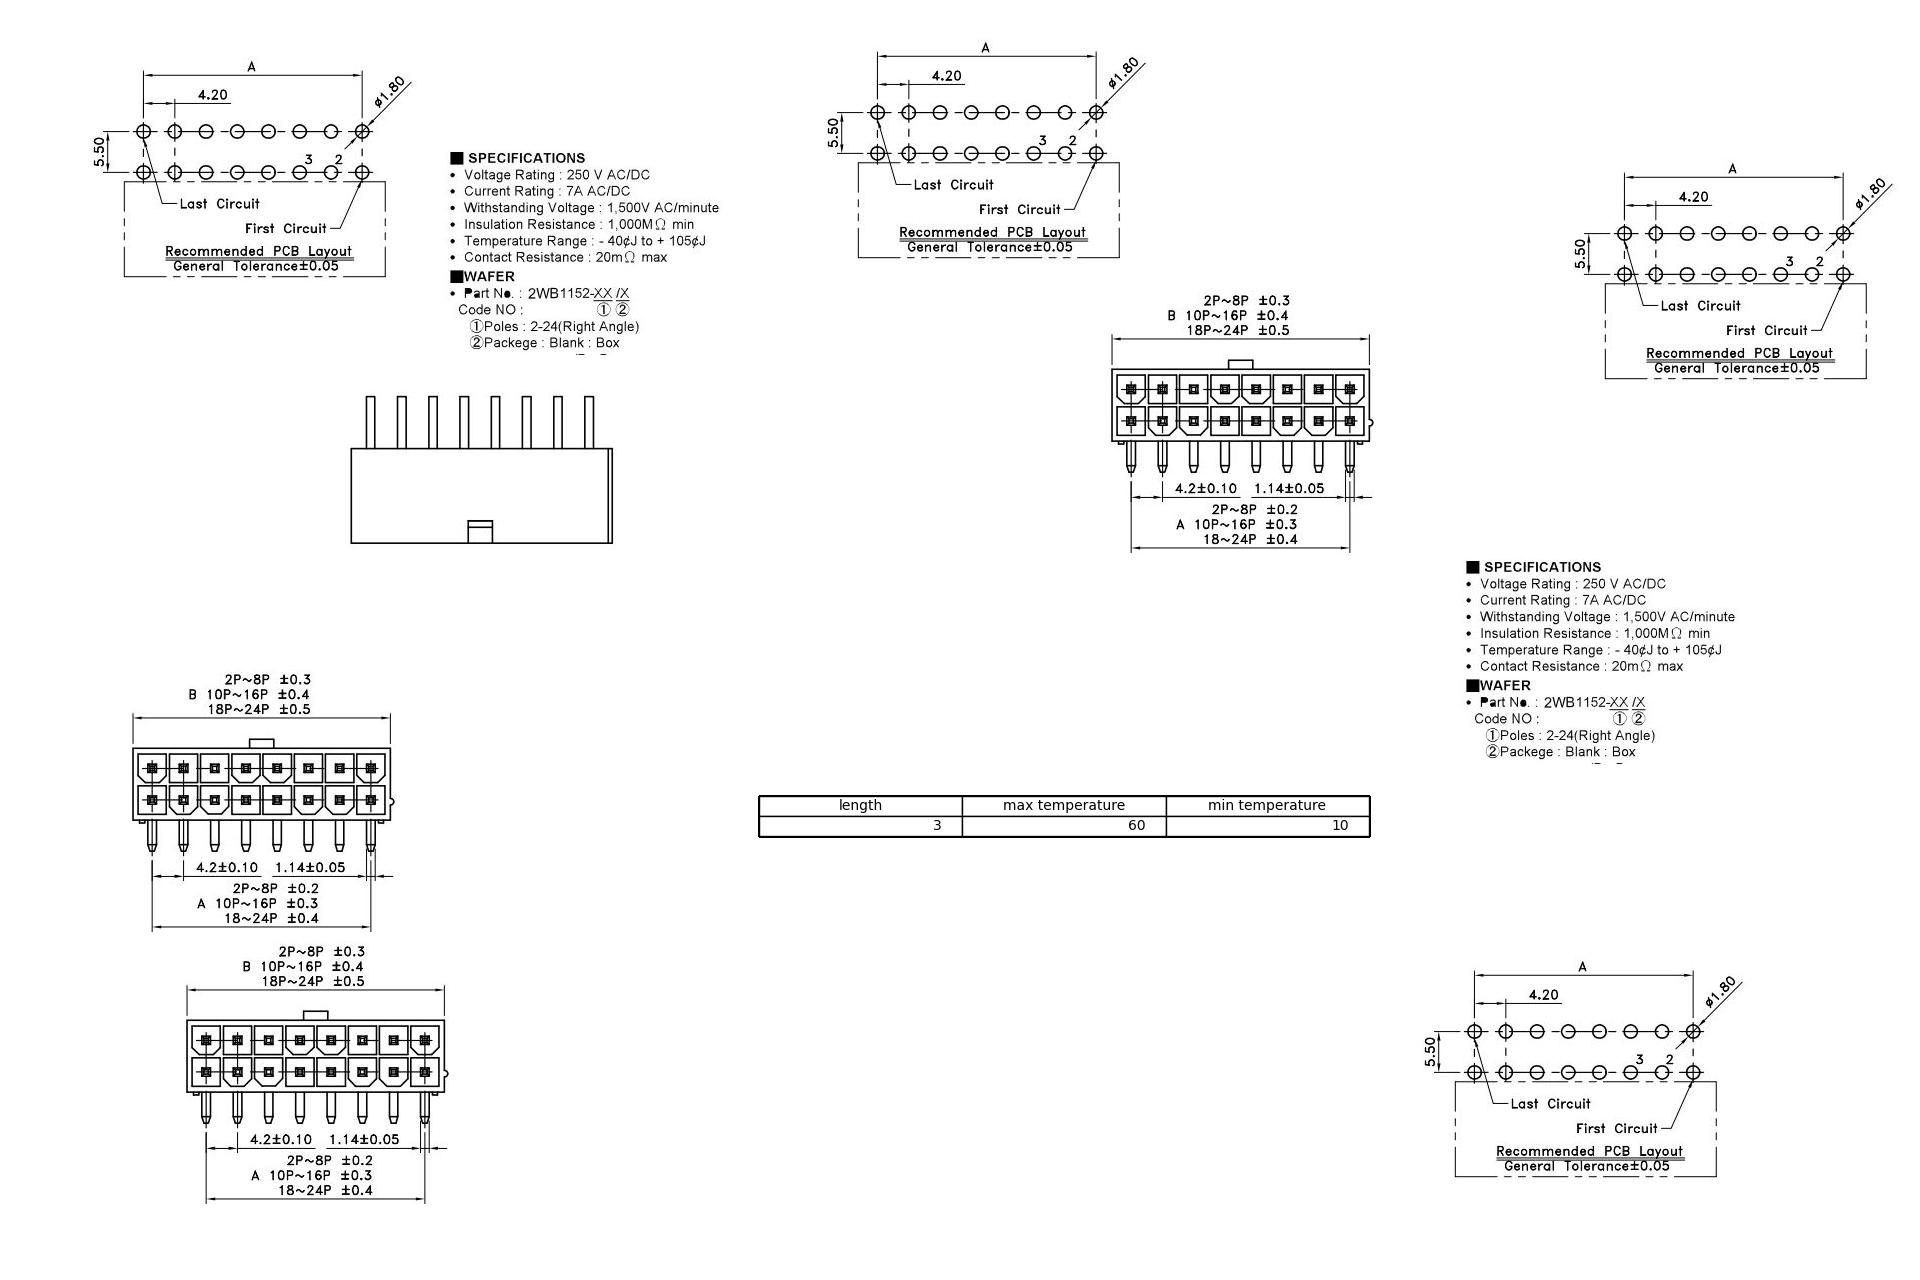 A
4.20
ø1.80
5.50
3 2
Last Circuit
First Circuit
Recommended PCB Layout
General Tolerance±0.05
■ SPECIFICATIONS
• Voltage Rating : 250 V AC/DC
• Current Rating : 7A AC/DC
• Withstanding Voltage : 1,500V AC/minute
• Insulation Resistance : 1,000MΩ min
• Temperature Range : - 40¢J to + 105¢J
• Contact Resistance : 20mΩ max
■WAFER
• Part No. : 2WB1152-XX /X
Code NO : ① ②
①Poles : 2-24(Right Angle)
②Packege : Blank : Box
A
4.20
ø1.80
5.50
3 2
Last Circuit
First Circuit
Recommended PCB Layout
General Tolerance±0.05
A
4.20
ø1.80
5.50
3 2
Last Circuit
First Circuit
Recommended PCB Layout
General Tolerance±0.05
2P~8P ±0.3
B 10P~16P ±0.4
18P~24P ±0.5
4.2±0.10 1.14±0.05
2P~8P ±0.2
A 10P~16P ±0.3
18~24P ±0.4
■ SPECIFICATIONS
• Voltage Rating : 250 V AC/DC
• Current Rating : 7A AC/DC
• Withstanding Voltage : 1,500V AC/minute
• Insulation Resistance : 1,000MΩ min
• Temperature Range : - 40¢J to + 105¢J
• Contact Resistance : 20mΩ max
■WAFER
• Part No. : 2WB1152-XX /X
Code NO : ① ②
①Poles : 2-24(Right Angle)
②Packege : Blank : Box
2P~8P ±0.3
B 10P~16P ±0.4
18P~24P ±0.5
4.2±0.10 1.14±0.05
2P~8P ±0.2
A 10P~16P ±0.3
18~24P ±0.4
length max temperature min temperature
3 60 10
2P~8P ±0.3
B 10P~16P ±0.4
18P~24P ±0.5
4.2±0.10 1.14±0.05
2P~8P ±0.2
A 10P~16P ±0.3
18~24P ±0.4
A
4.20
ø1.80
5.50
3 2
Last Circuit
First Circuit
Recommended PCB Layout
General Tolerance±0.05